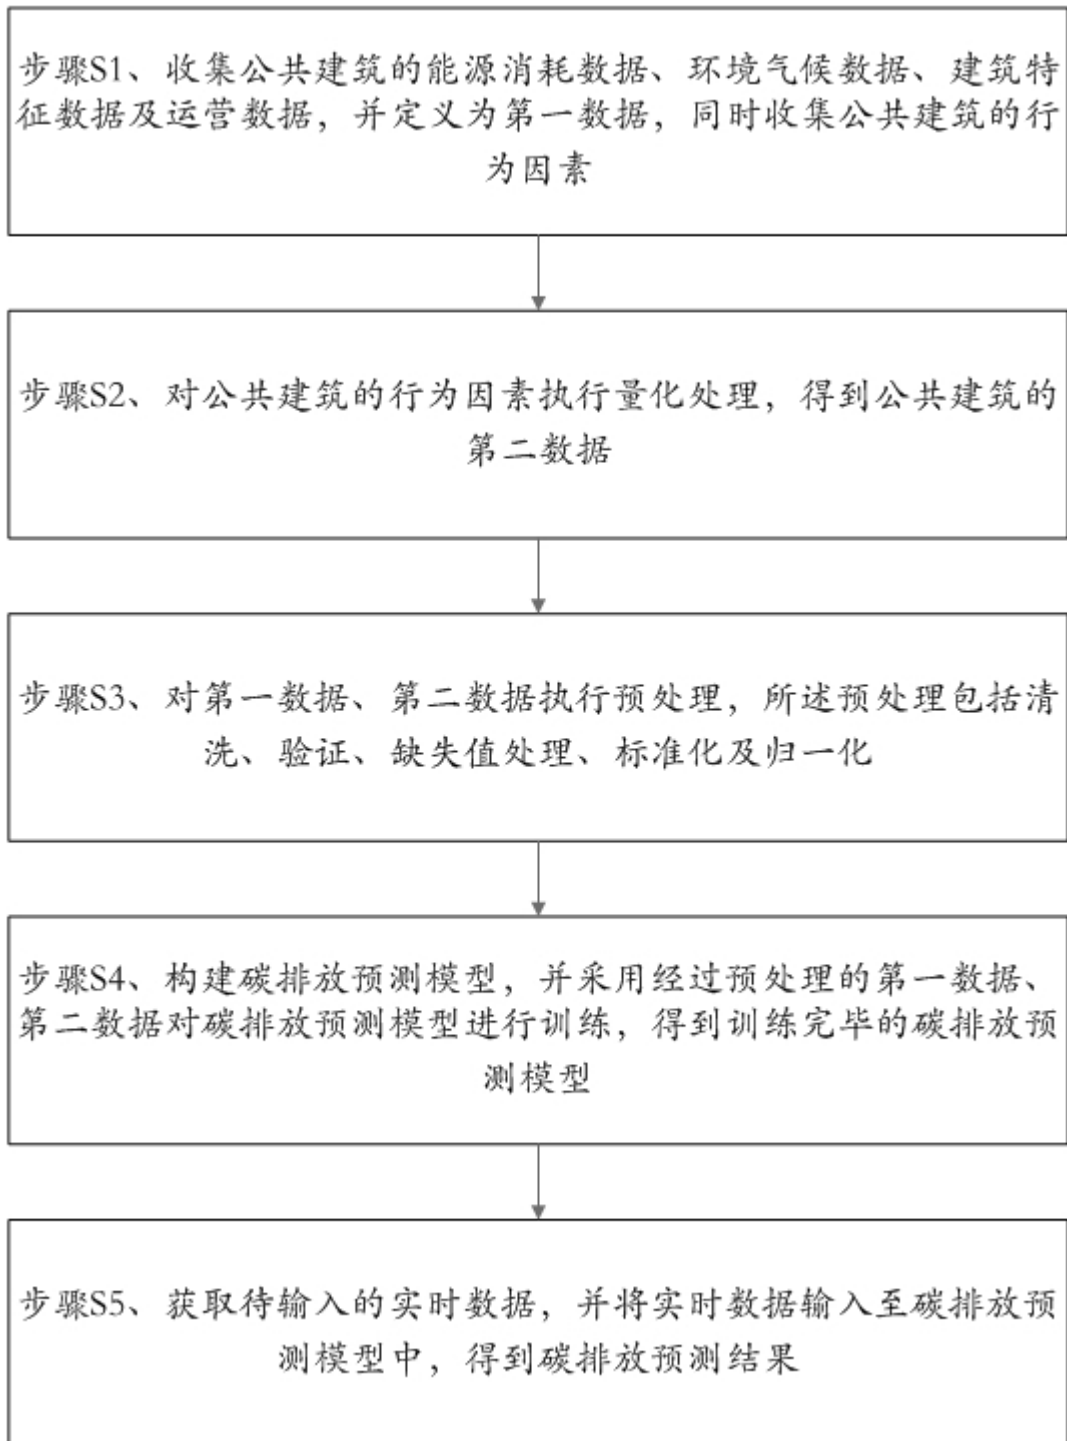 步骤S1、收集公共建筑的能源消耗数据、环境气候数据、建筑特
征数据及运营数据，并定义为第一数据，同时收集公共建筑的行
为因素
步骤S2、对公共建筑的行为因素执行量化处理，得到公共建筑的
第二数据
步骤S3、对第一数据、第二数据执行预处理，所述预处理包括清
洗、验证、缺失值处理、标准化及归一化
步骤S4、构建碳排放预测模型，并采用经过预处理的第一数据、
第二数据对碳排放预测模型进行训练，得到训练完毕的碳排放预
测模型
步骤S5、获取待输入的实时数据，并将实时数据输入至碳排放预
测模型中，得到碳排放预测结果